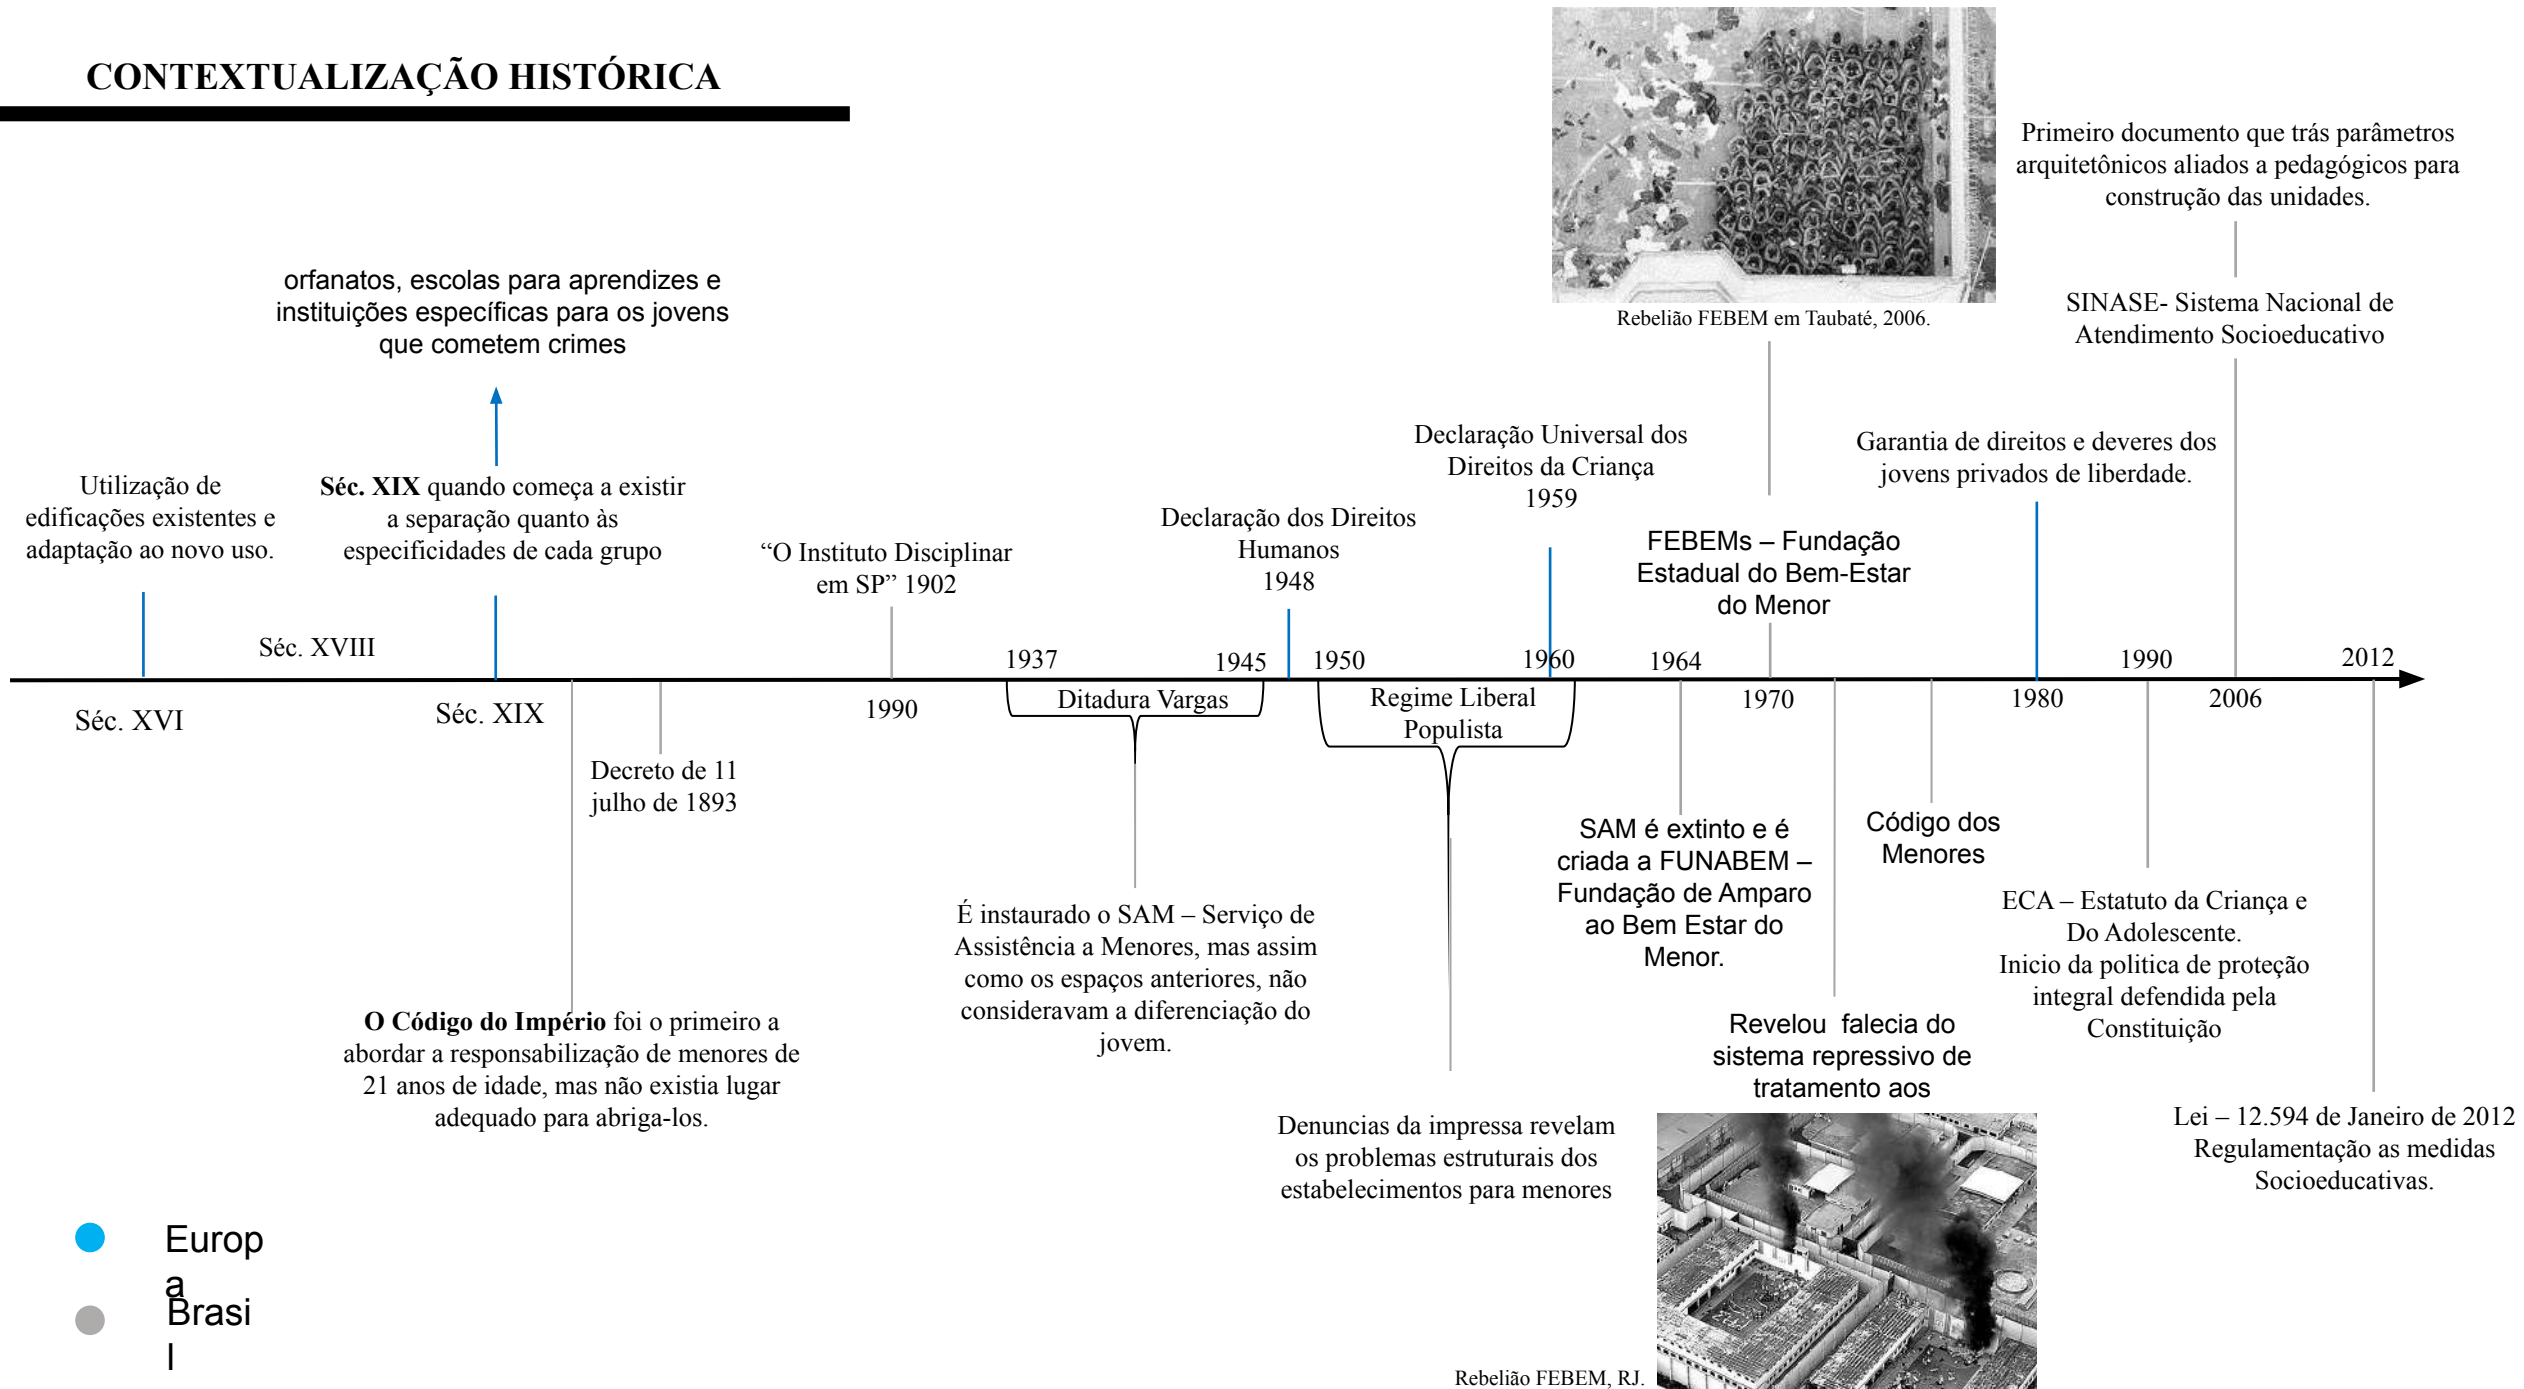 CONTEXTUALIZAÇÃO HISTÓRICA
Rebelião FEBEM em Taubaté, 2006.
Primeiro documento que trás parâmetros
arquitetônicos aliados a pedagógicos para
construção das unidades.
SINASE- Sistema Nacional de
Atendimento Socioeducativo
orfanatos, escolas para aprendizes e
instituições específicas para os jovens
que cometem crimes
Utilização de
edificações existentes e
adaptação ao novo uso.
Séc. XIX quando começa a existir
a separação quanto às
especificidades de cada grupo
“O Instituto Disciplinar
em SP” 1902
Declaração dos Direitos
Humanos
1948
Declaração Universal dos
Direitos da Criança
1959
FEBEMs – Fundação
Estadual do Bem-Estar
do Menor
Garantia de direitos e deveres dos
jovens privados de liberdade.
Séc. XVIII
1937
1945
1950
1960
1964
1990
2012
Séc. XVI
Séc. XIX
1990
Ditadura Vargas
Regime Liberal
Populista
1970
1980
2006
Decreto de 11
julho de 1893
O Código do Império foi o primeiro a
abordar a responsabilização de menores de
21 anos de idade, mas não existia lugar
adequado para abriga-los.
É instaurado o SAM – Serviço de
Assistência a Menores, mas assim
como os espaços anteriores, não
consideravam a diferenciação do
jovem.
Denuncias da impressa revelam
os problemas estruturais dos
estabelecimentos para menores
SAM é extinto e é
criada a FUNABEM –
Fundação de Amparo
ao Bem Estar do
Menor.
Revelou  falecia do
sistema repressivo de
tratamento aos
Código dos
Menores
ECA – Estatuto da Criança e
Do Adolescente.
Inicio da politica de proteção
integral defendida pela
Constituição
Lei – 12.594 de Janeiro de 2012
Regulamentação as medidas
Socioeducativas.
Europ
a
Brasi
l
Rebelião FEBEM, RJ.